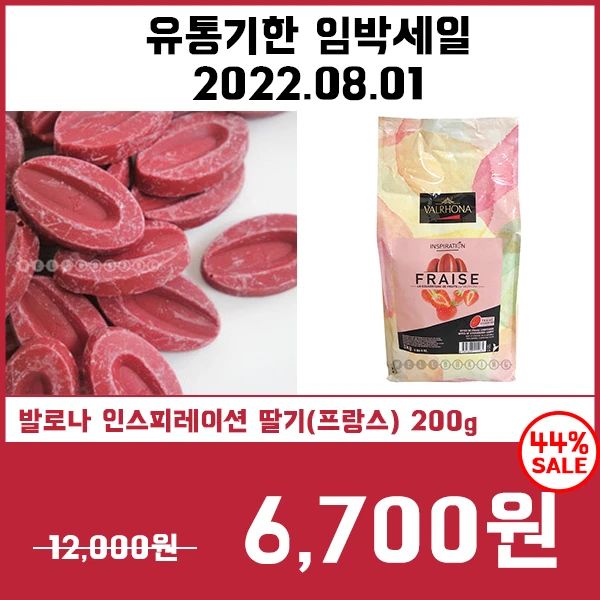 유통기한 임박세일
2022.08.01
WELLBAKING
VALRHONA
INSPIRATION
FRAISE
WELLBAKING
발로나 인스피레이션 딸기(프랑스) 200g
44%
SALE
12,000원
6,700원